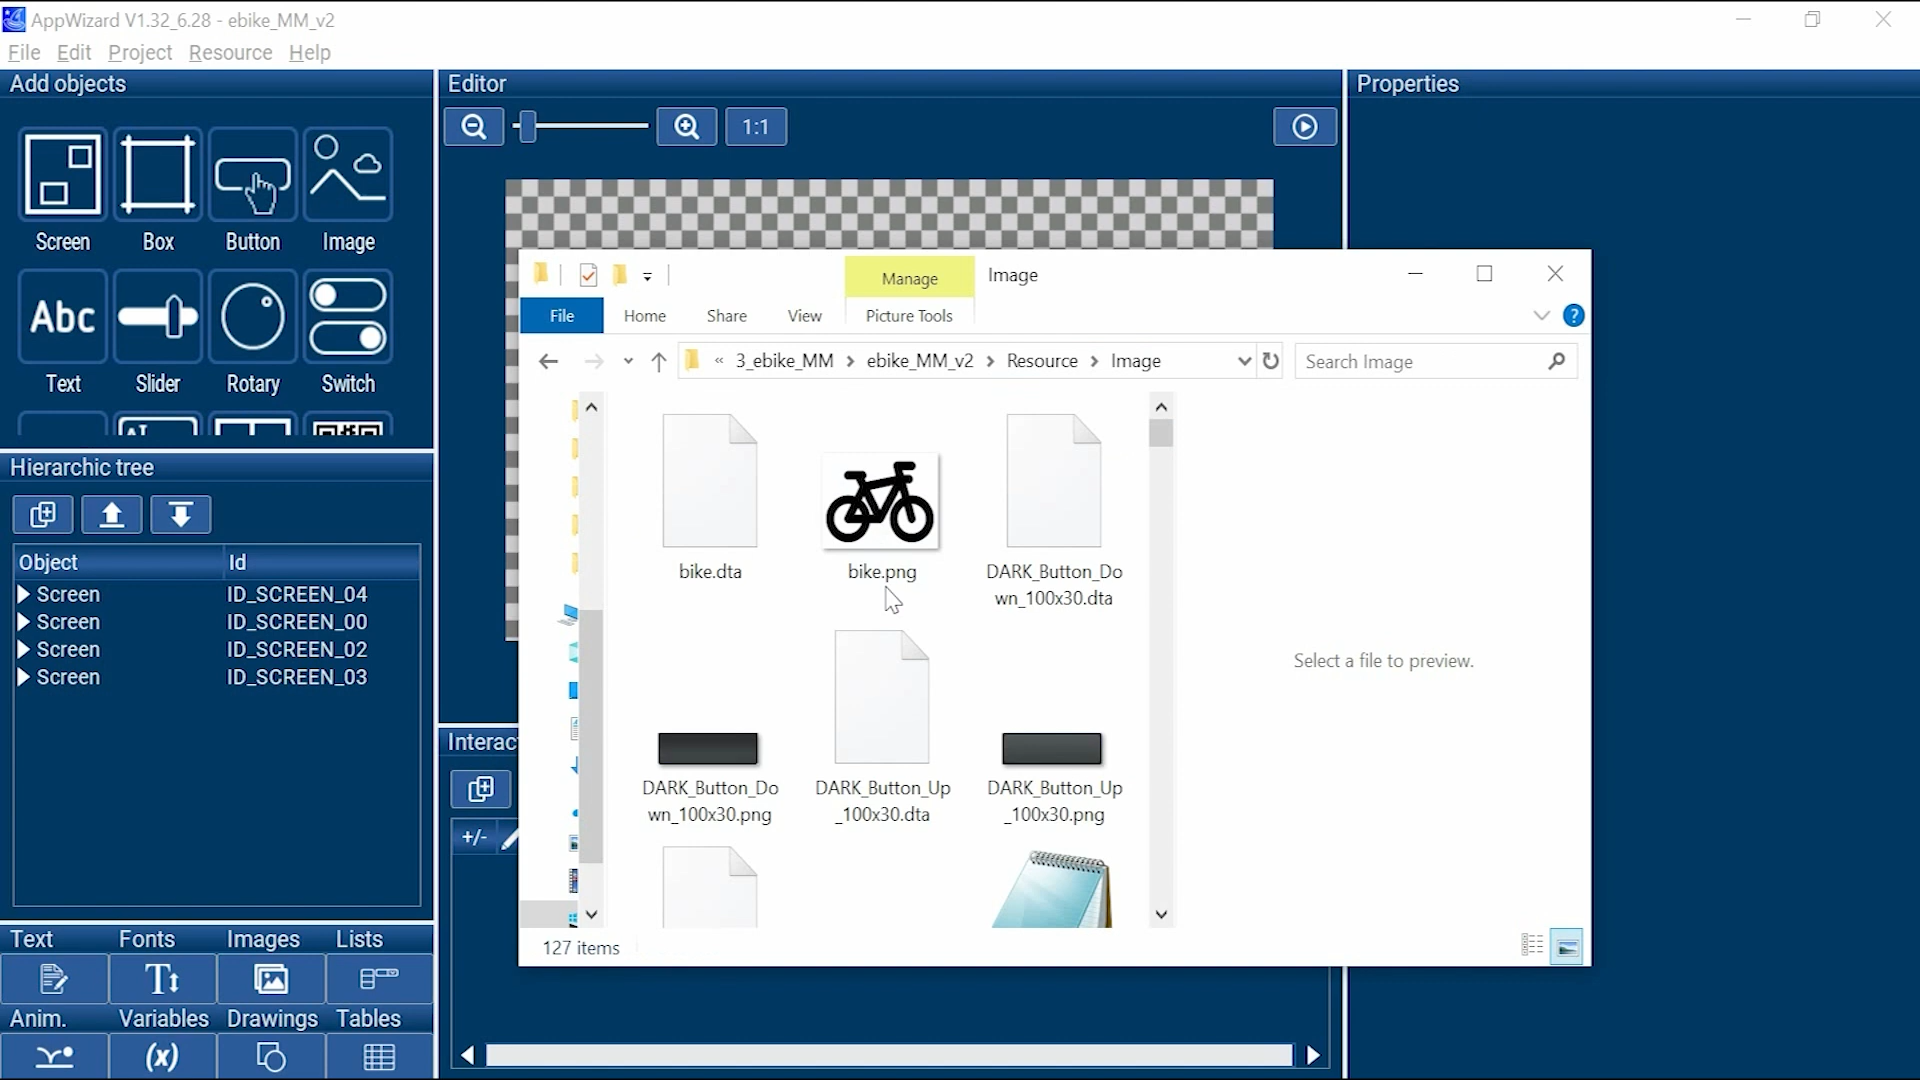 AppWizard V1.32_6.28 - ebike_MM_v2
File Edit Project Resource Help
Add objects
Editor
Properties
1:1
Screen Box Button Image
Abc
Text Slider Rotary Switch
AI
Hierarchic tree
Object Id
Screen ID_SCREEN_04
Screen ID_SCREEN_00
Screen ID_SCREEN_02
Screen ID_SCREEN_03
Text Fonts Images Lists
T
Anim. Variables Drawings Tables
(x)
Interac
+/-
Manage Image
File Home Share View Picture Tools
?
« 3_ebike_MM > ebike_MM_v2 > Resource > Image
Search Image
bike.dta
bike.png
DARK_Button_Do
wn_100x30.dta
DARK_Button_Do
wn_100x30.png
DARK_Button_Up
_100x30.dta
DARK_Button_Up
_100x30.png
Select a file to preview.
127 items